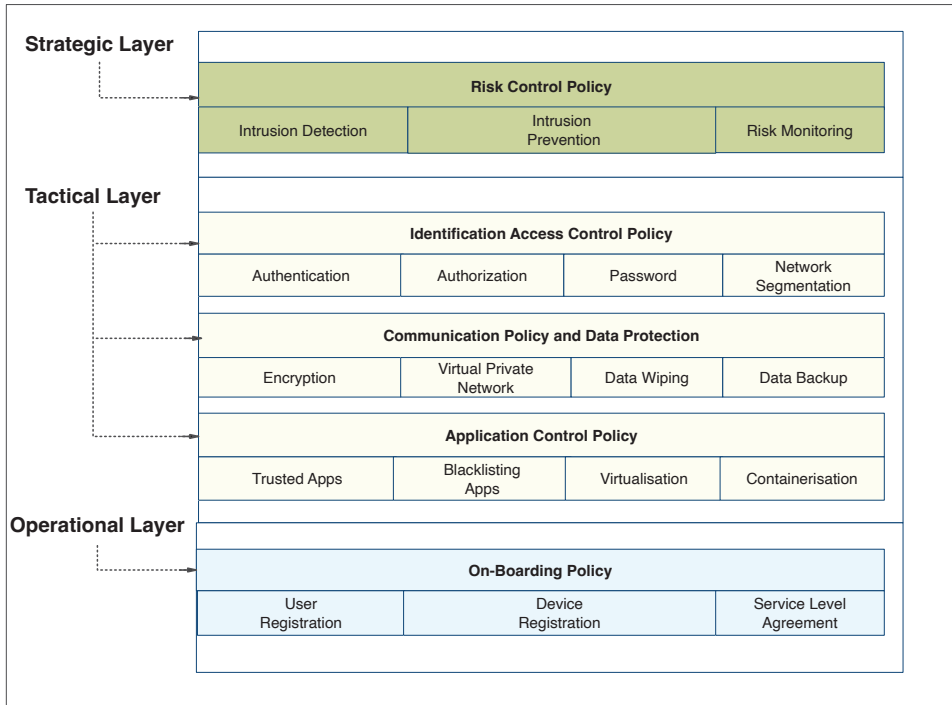 Strategic Layer
Risk Control Policy
Intrusion Detection
Intrusion
Prevention
Risk Monitoring
Tactical Layer
Identification Access Control Policy
Authentication
Authorization
Password
Network
Segmentation
Communication Policy and Data Protection
Encryption
Virtual Private
Network
Data Wiping
Data Backup
Application Control Policy
Trusted Apps
Blacklisting
Apps
Virtualisation
Containerisation
Operational Layer
On-Boarding Policy
User
Registration
Device
Registration
Service Level
Agreement